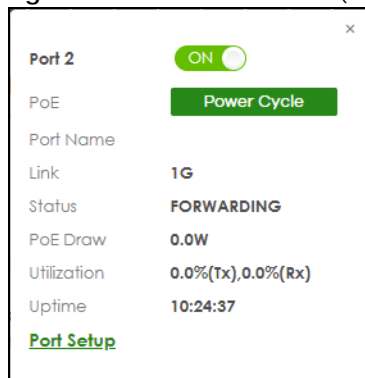 ×
Port 2 ON
PoE Power Cycle
Port Name
Link 1G
Status FORWARDING
PoE Draw 0.0W
Utilization 0.0%(Tx),0.0%(Rx)
Uptime 10:24:37
Port Setup